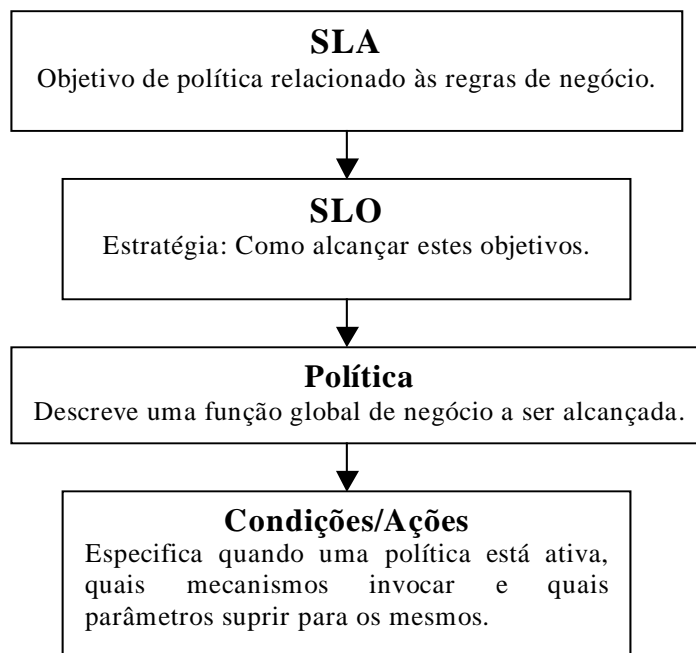 SLA
Objetivo de política relacionado às regras de negócio.
SLO
Estratégia: Como alcançar estes objetivos.
Política
Descreve uma função global de negócio a ser alcançada.
Condições/Ações
Especifica quando uma política está ativa,
quais mecanismos invocar e quais
parâmetros suprir para os mesmos.